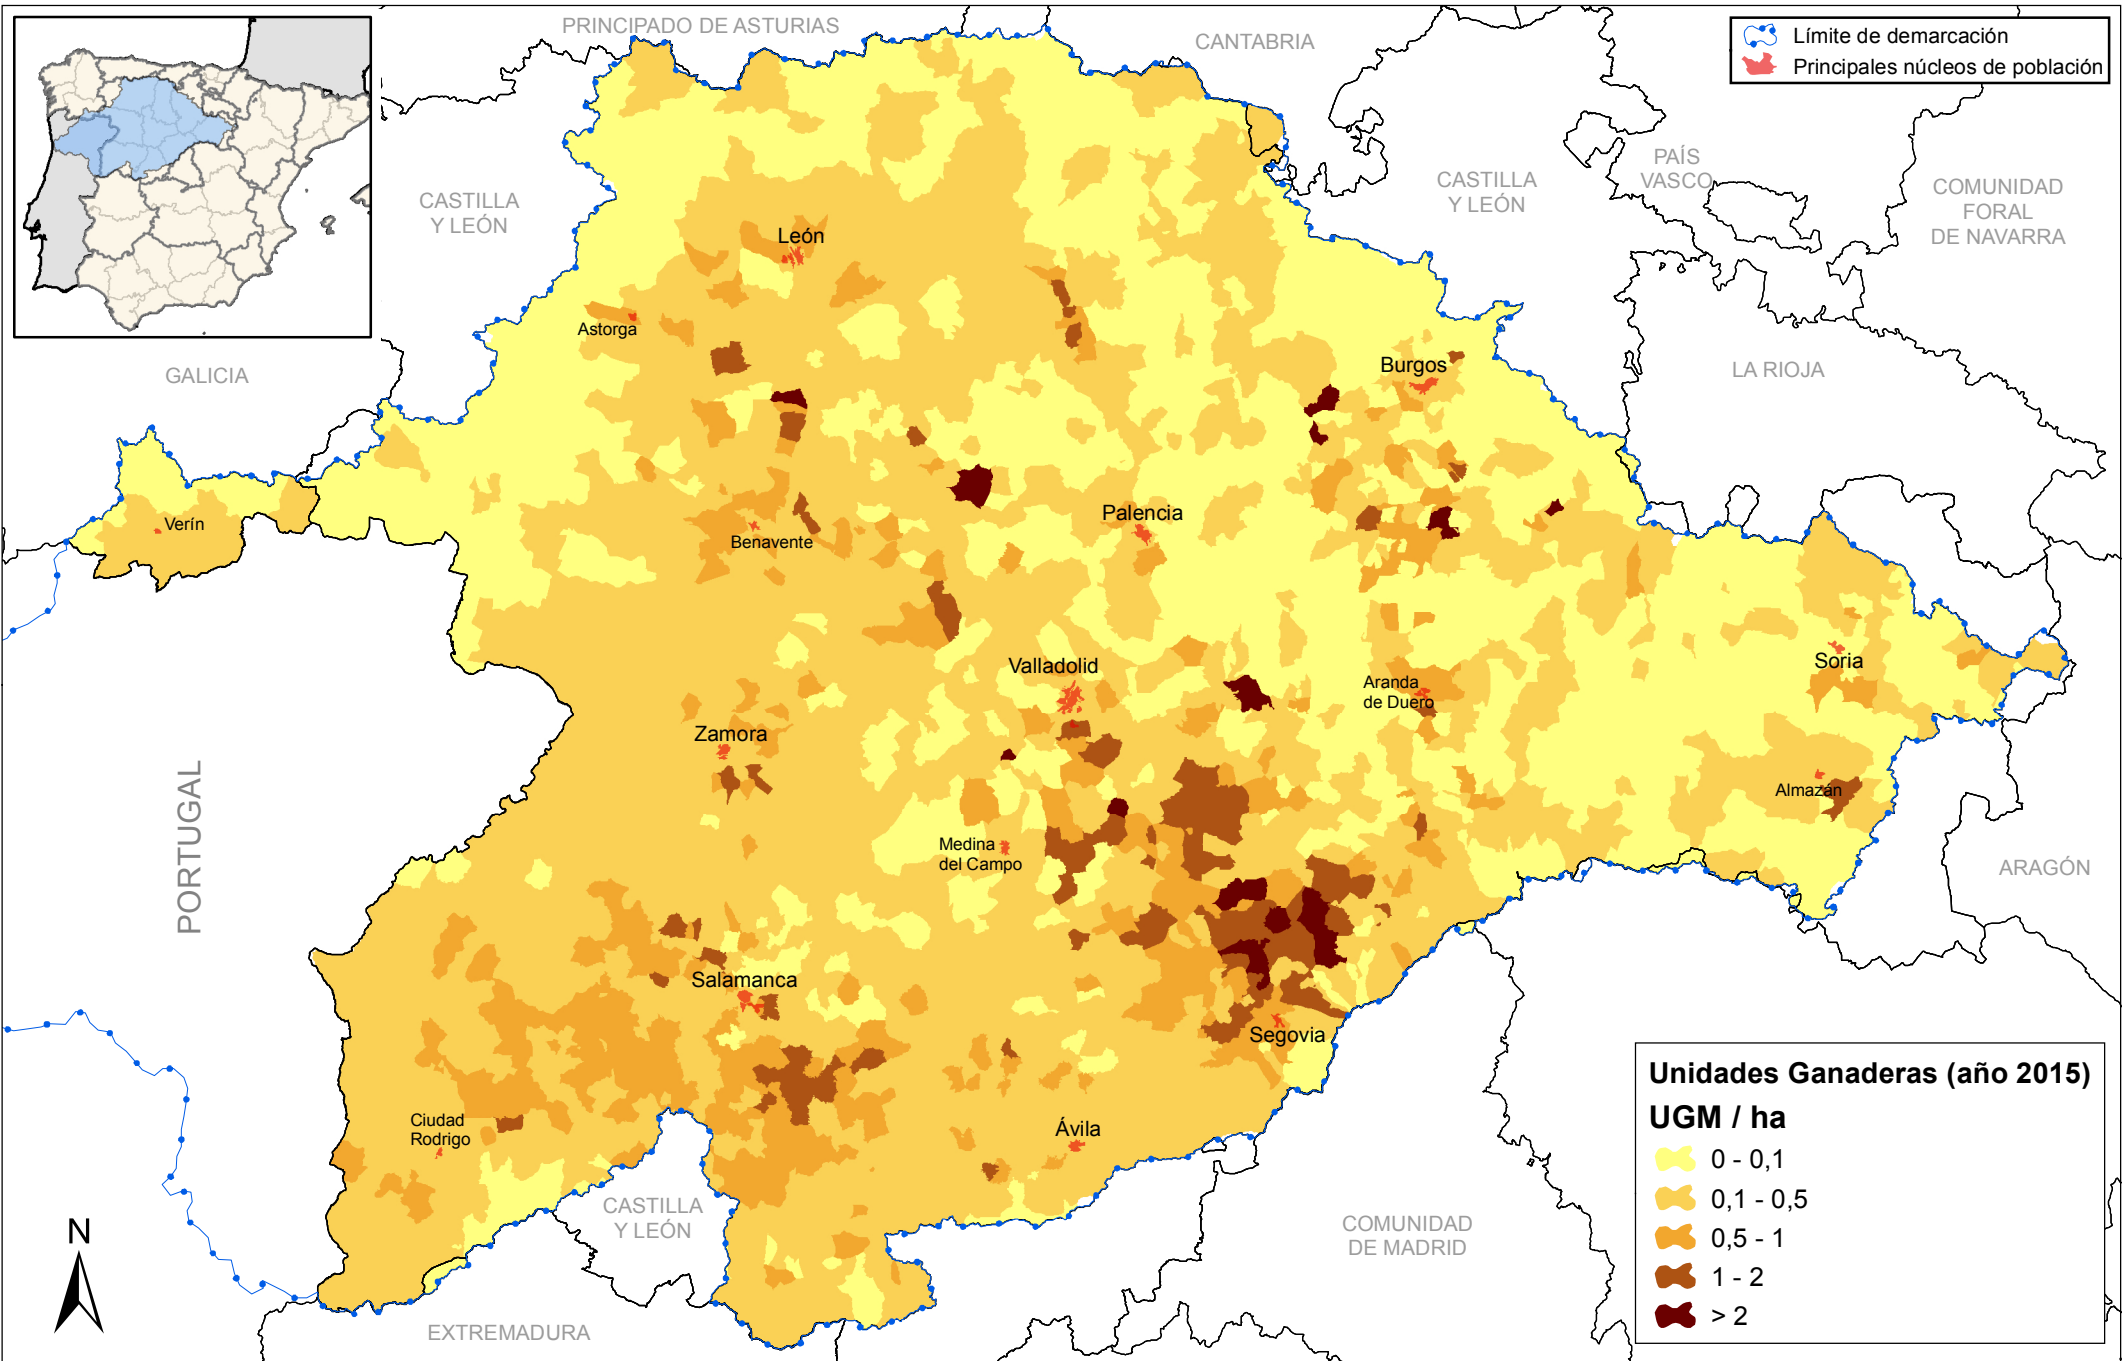 PRINCIPADO DE ASTURIAS
CANTABRIA
Límite de demarcación
Principales núcleos de población
PAÍS
VASCO
CASTILLA
Y LEÓN
CASTILLA
Y LEÓN
COMUNIDAD
FORAL
DE NAVARRA
León
Astorga
GALICIA
Burgos
LA RIOJA
Verín
Benavente
Palencia
Valladolid
Aranda
de Duero
Soria
Zamora
PORTUGAL
Almazán
Medina
del Campo
ARAGÓN
Salamanca
Segovia
Ciudad
Rodrigo
Ávila
CASTILLA
Y LEÓN
COMUNIDAD
DE MADRID
EXTREMADURA
N
Unidades Ganaderas (año 2015)
UGM / ha
0 - 0,1
0,1 - 0,5
0,5 - 1
1 - 2
> 2